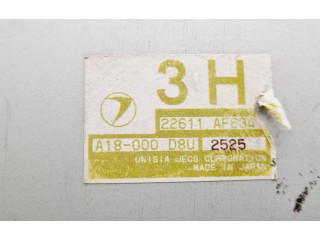 3H
22611 AF630
A18-000 D8U 2525
UNISIA JECS CORPORATION
MADE IN JAPAN